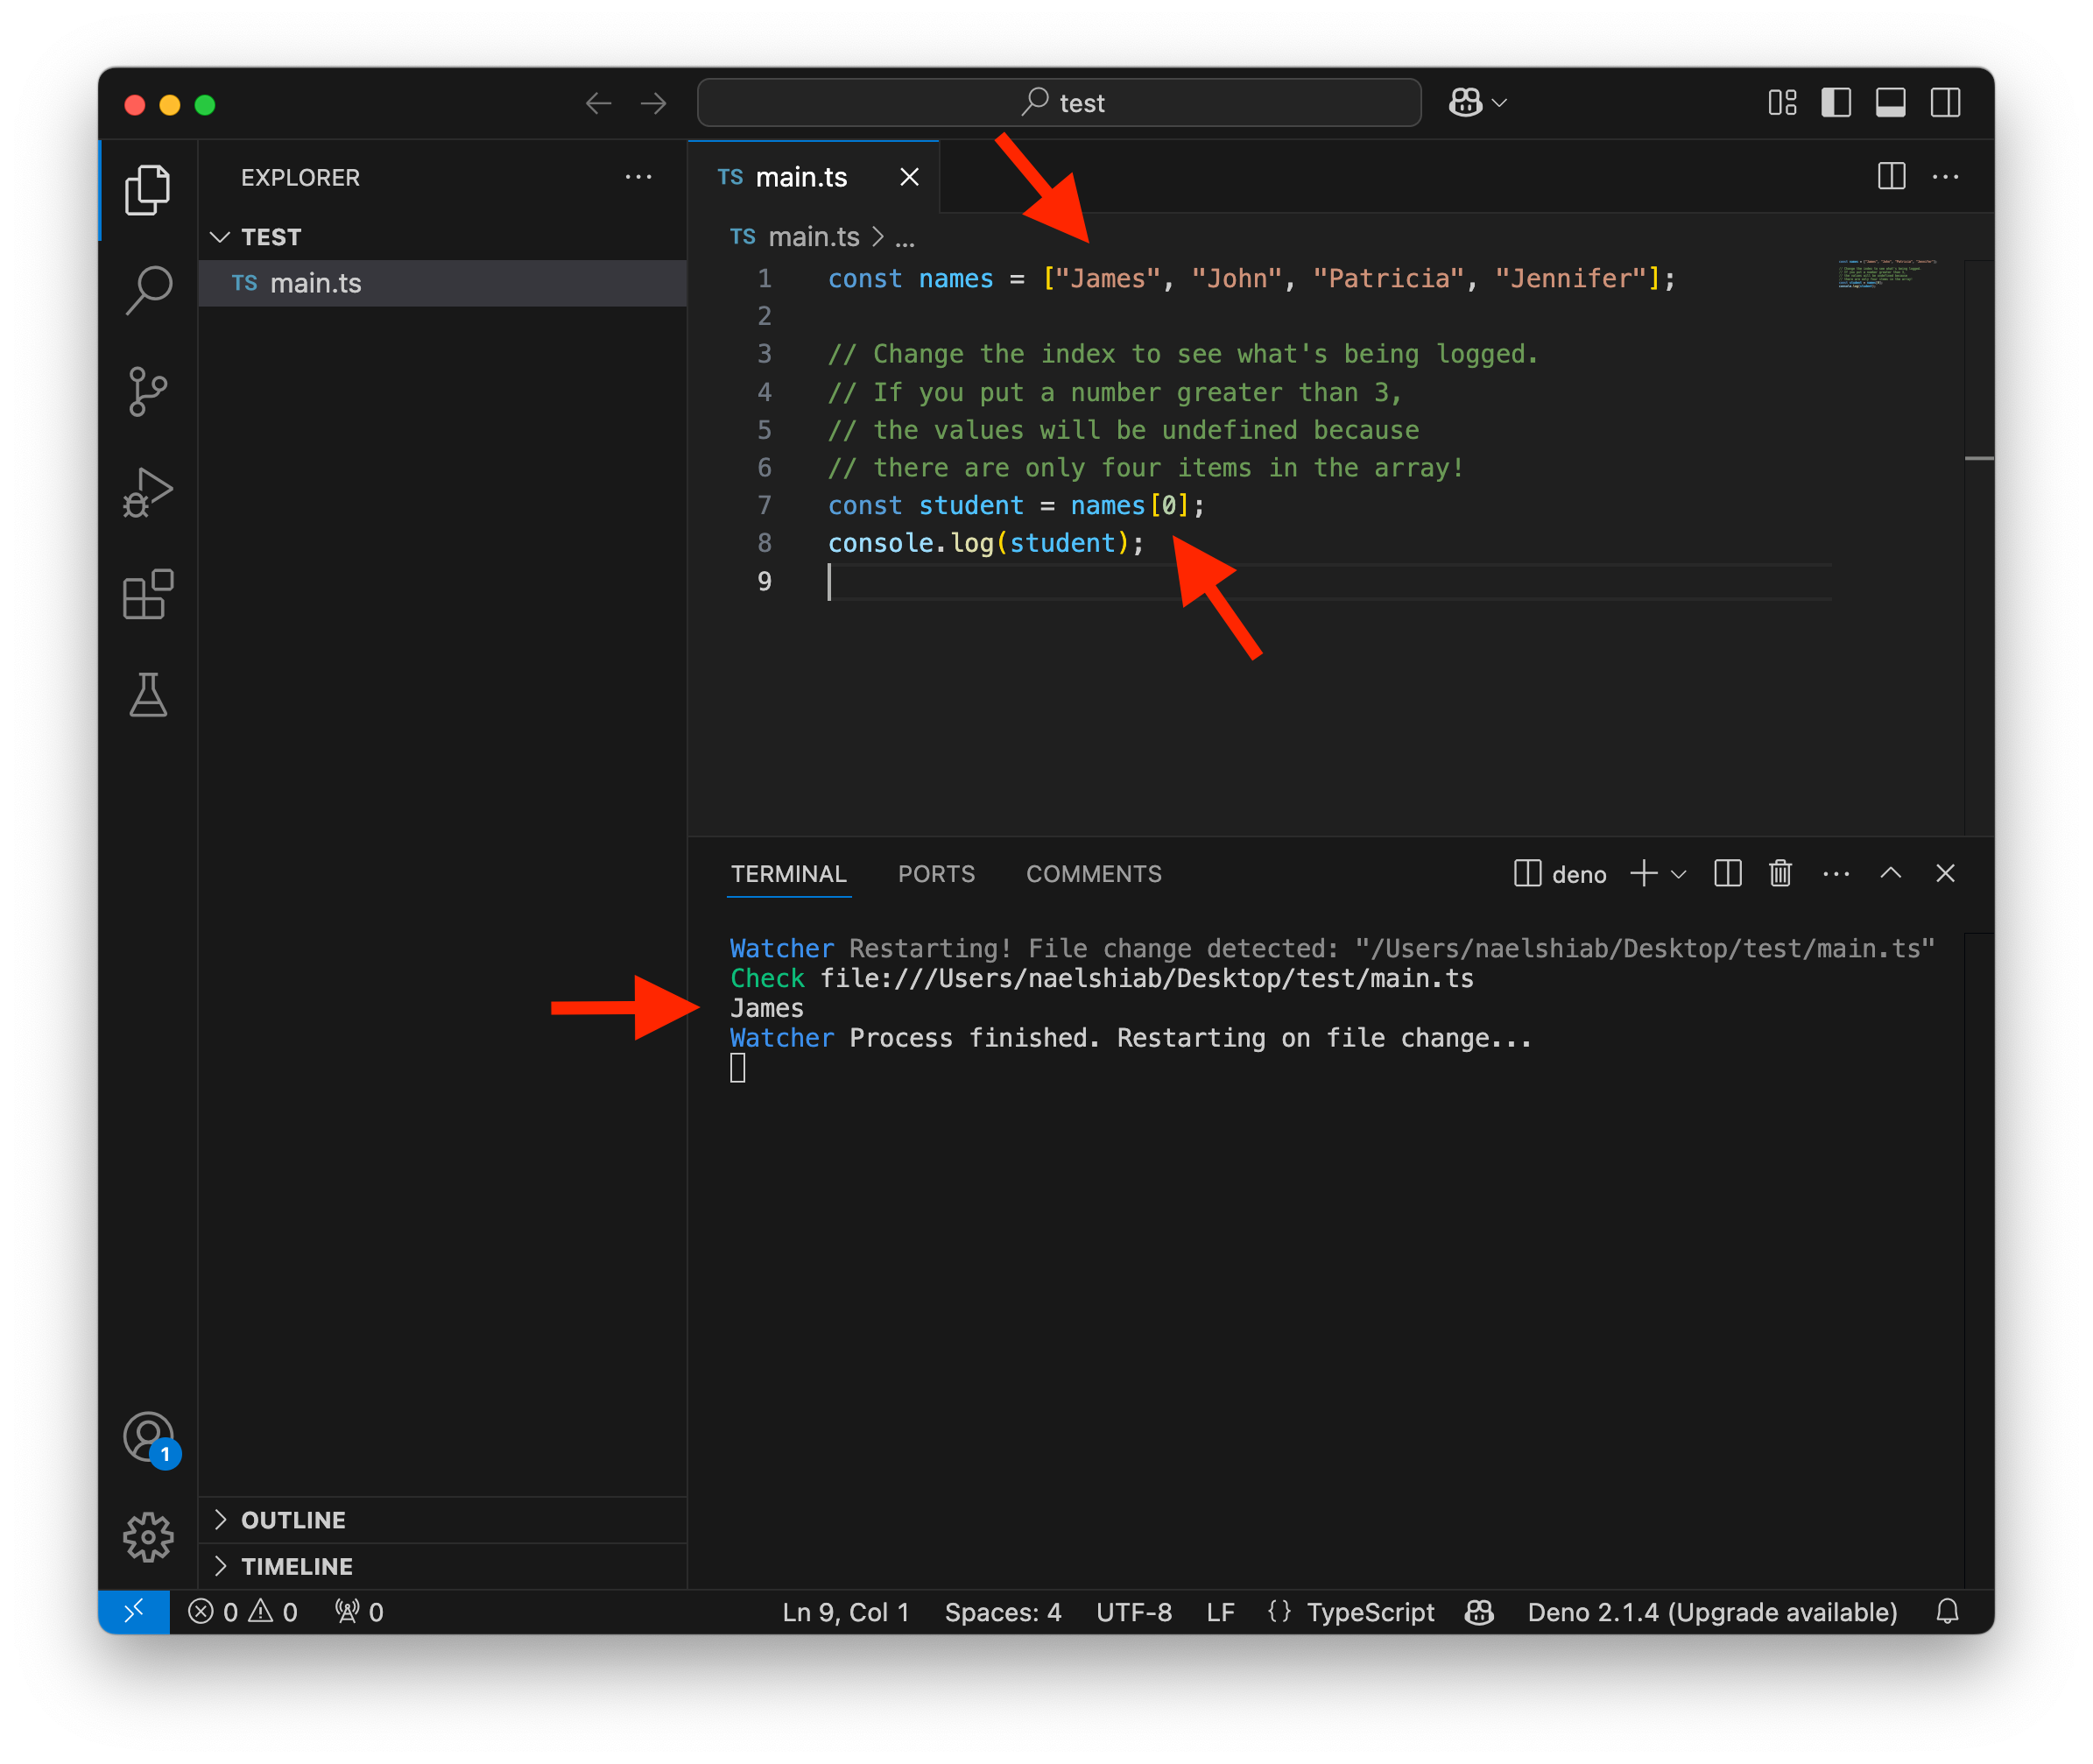 test
EXPLORER
TEST
TS main.ts
TS main.ts
TS main.ts > ...
1 const names = ["James", "John", "Patricia", "Jennifer"];
2
3 // Change the index to see what's being logged.
4 // If you put a number greater than 3,
5 // the values will be undefined because
6 // there are only four items in the array!
7 const student = names[0];
8 console.log(student);
9
TERMINAL PORTS COMMENTS deno
Watcher Restarting! File change detected: "/Users/naelshiab/Desktop/test/main.ts"
Check file:///Users/naelshiab/Desktop/test/main.ts
James
Watcher Process finished. Restarting on file change...
1
OUTLINE
TIMELINE
0 0 0 Ln 9, Col 1 Spaces: 4 UTF-8 LF {} TypeScript Deno 2.1.4 (Upgrade available)